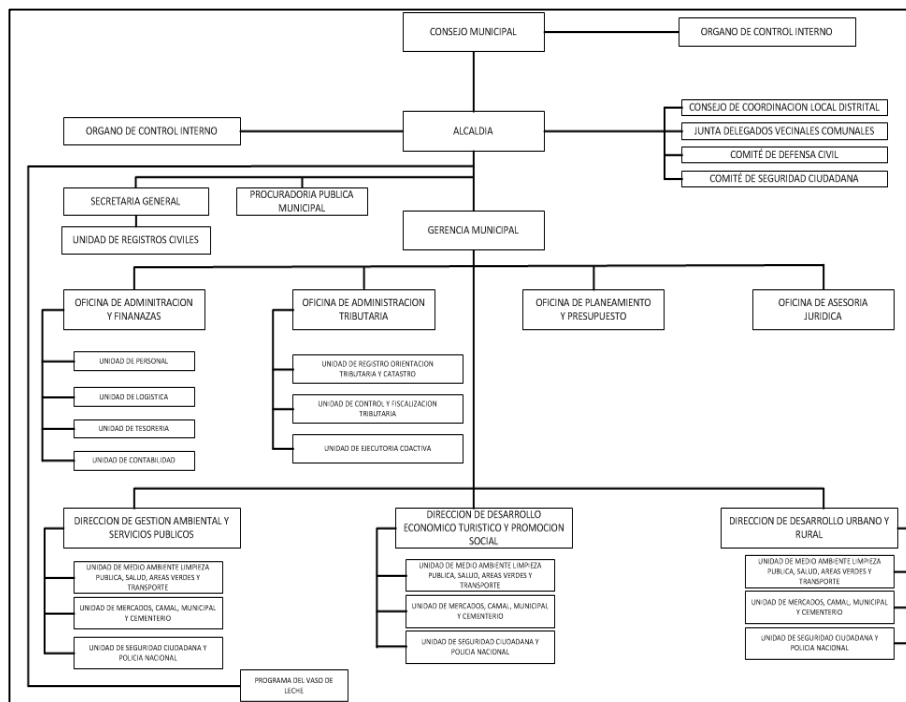 CONSEJO MUNICIPAL
ORGANO DE CONTROL INTERNO
ORGANO DE CONTROL INTERNO
ALCALDIA
CONSEJO DE COORDINACION LOCAL DISTRITAL
JUNTA DELEGADOS VECINALES COMUNALES
COMITÉ DE DEFENSA CIVIL
COMITÉ DE SEGURIDAD CIUDADANA
SECRETARIA GENERAL
PROCURADORIA PUBLICA
MUNICIPAL
UNIDAD DE REGISTROS CIVILES
GERENCIA MUNICIPAL
OFICINA DE ADMINITRACION
Y FINANAZAS
UNIDAD DE PERSONAL
UNIDAD DE LOGISTICA
UNIDAD DE TESORERIA
UNIDAD DE CONTABILIDAD
OFICINA DE ADMINISTRACION
TRIBUTARIA
UNIDAD DE REGISTRO ORIENTACION
TRIBUTARIA Y CATASTRO
UNIDAD DE CONTROL Y FISCALIZACION
TRIBUTARIA
UNIDAD DE EJECUTORIA COACTIVA
OFICINA DE PLANEAMIENTO
Y PRESUPUESTO
OFICINA DE ASESORIA
JURIDICA
DIRECCION DE GESTION AMBIENTAL Y
SERVICIOS PUBLICOS
UNIDAD DE MEDIO AMBIENTE LIMPIEZA
PUBLICA, SALUD, AREAS VERDES Y
TRANSPORTE
UNIDAD DE MERCADOS, CAMAL, MUNICIPAL
Y CEMENTERIO
UNIDAD DE SEGURIDAD CIUDADANA Y
POLICIA NACIONAL
DIRECCION DE DESARROLLO
ECONOMICO TURISTICO Y PROMOCION
SOCIAL
UNIDAD DE MEDIO AMBIENTE LIMPIEZA
PUBLICA, SALUD, AREAS VERDES Y
TRANSPORTE
UNIDAD DE MERCADOS, CAMAL, MUNICIPAL
Y CEMENTERIO
UNIDAD DE SEGURIDAD CIUDADANA Y
POLICIA NACIONAL
DIRECCION DE DESARROLLO URBANO Y
RURAL
UNIDAD DE MEDIO AMBIENTE LIMPIEZA
PUBLICA, SALUD, AREAS VERDES Y
TRANSPORTE
UNIDAD DE MERCADOS, CAMAL, MUNICIPAL
Y CEMENTERIO
UNIDAD DE SEGURIDAD CIUDADANA Y
POLICIA NACIONAL
PROGRAMA DEL VASO DE
LECHE